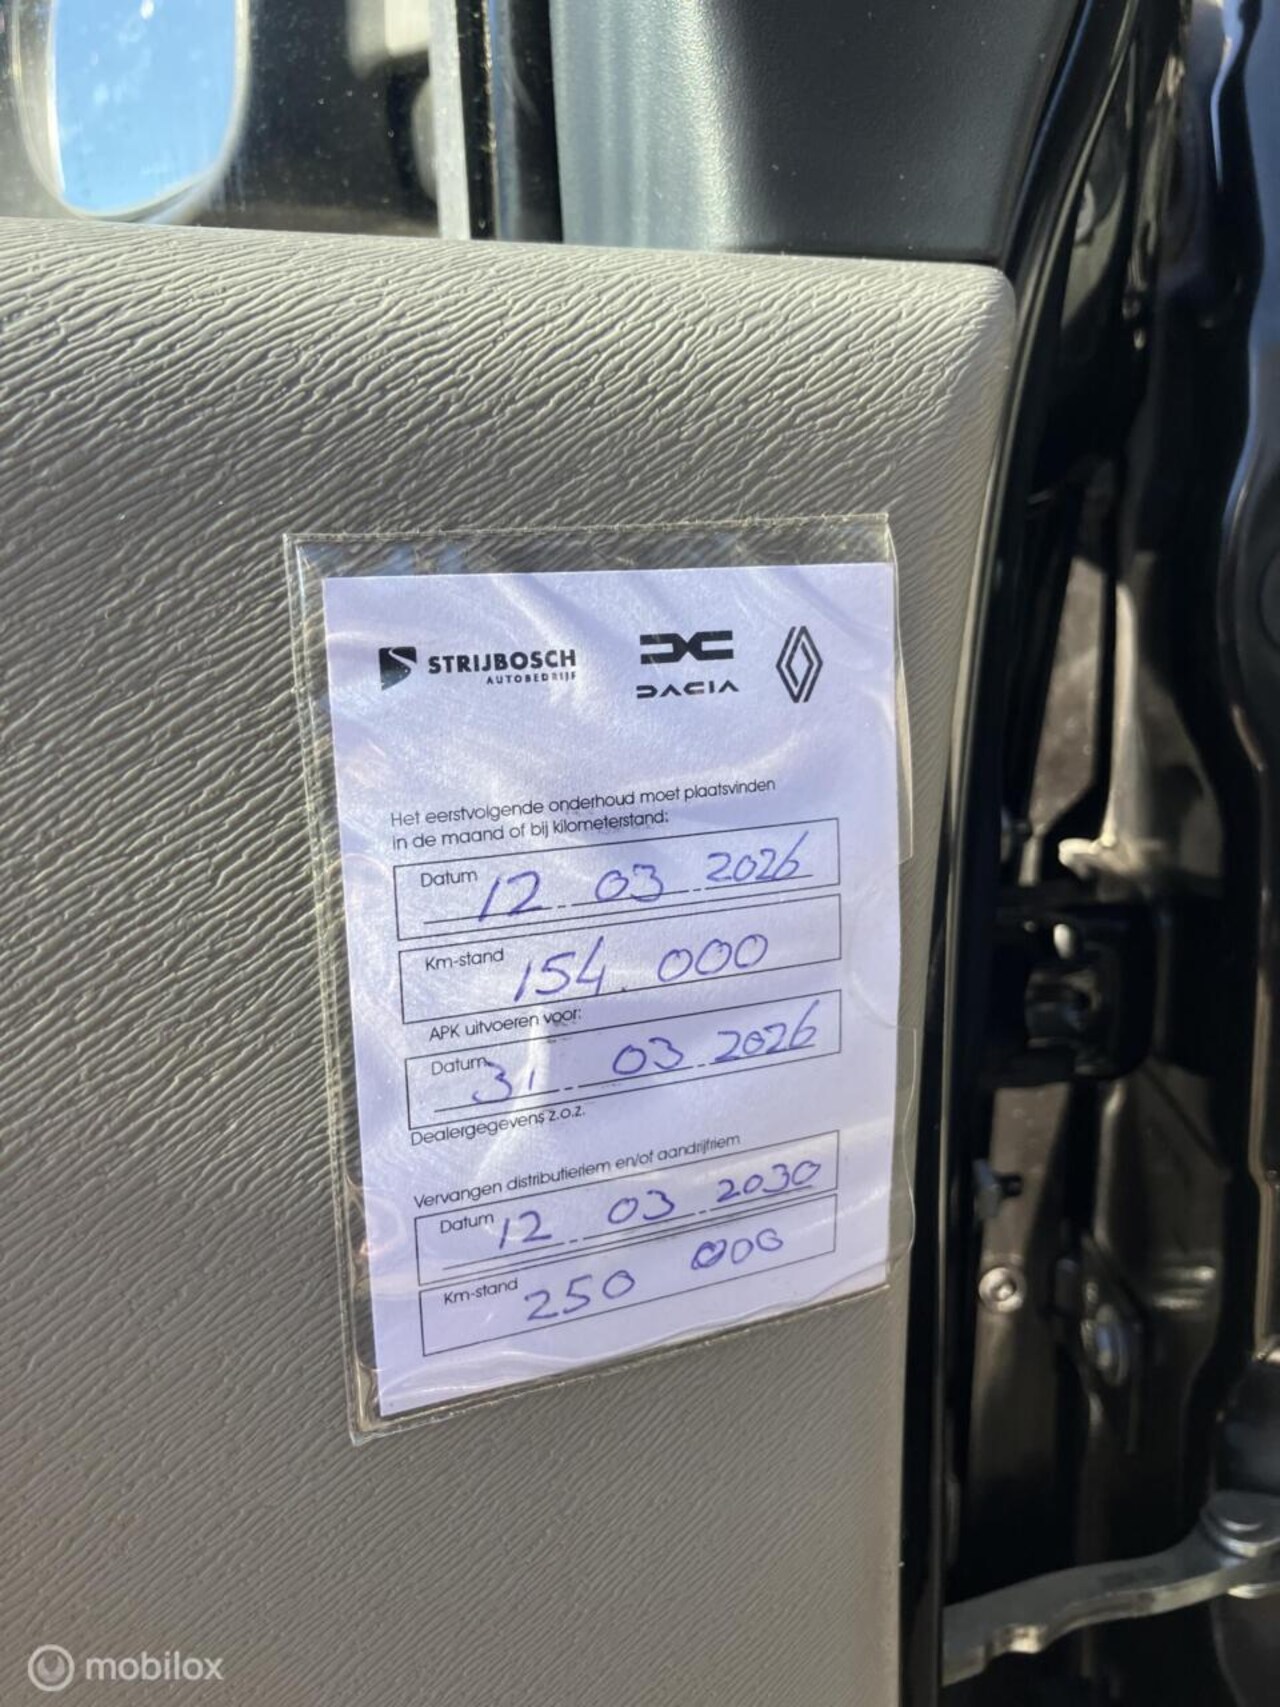 STRIJBOSCH
AUTOBEDRIJF
DACIA
Het eerstvolgende onderhoud moet plaatsvinden
in de maand of bij kilometerstand:
Datum 12 03 2026
Km-stand 154.000
APK uitvoeren voor:
Datum 31 03 2026
Dealergegevens z.o.z.
Vervangen distributieriem en/of aandrijfriem
Datum 12 03 2030
Km-stand 250 000
mobilox